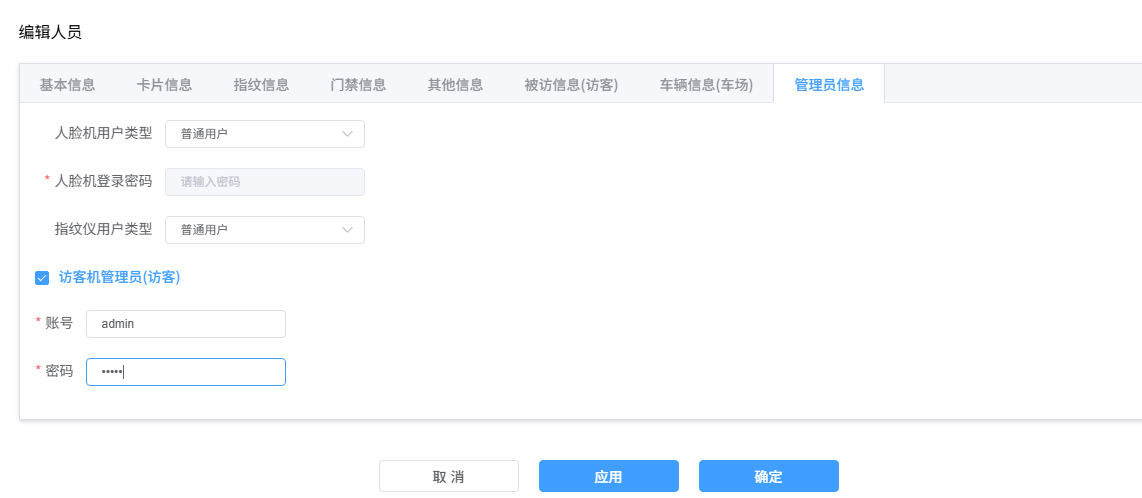 编辑人员
基本信息 卡片信息 指纹信息 门禁信息 其他信息 被访信息(访客) 车辆信息(车场) 管理员信息
人脸机用户类型 普通用户
* 人脸机登录密码 请输入密码
指纹仪用户类型 普通用户
访客机管理员(访客)
* 账号 admin
* 密码 •••••
取 消 应用 确定